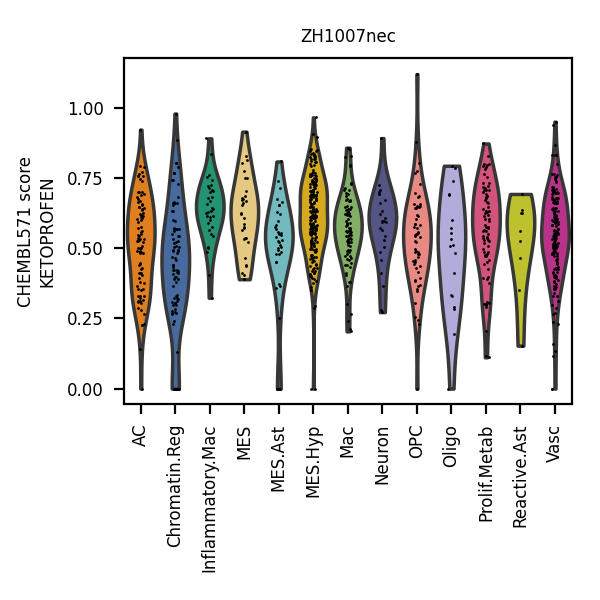 ZH1007nec
CHEMBL571 score
KETOPROFEN
1.00
0.75
0.50
0.25
0.00
AC
Chromatin.Reg
Inflammatory.Mac
MES
MES.Ast
MES.Hyp
Mac
Neuron
OPC
Oligo
Prolif.Metab
Reactive.Ast
Vasc